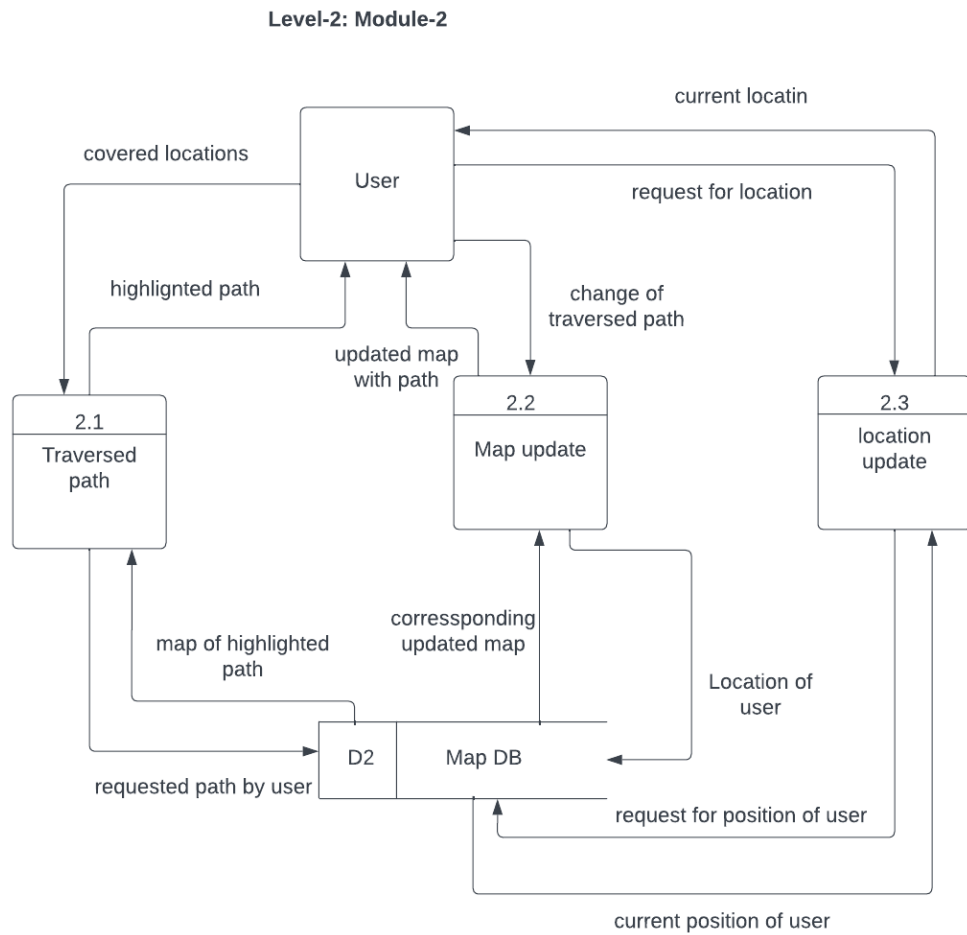 Level-2: Module-2
current locatin
covered locations
User
request for location
highlignted path
change of
traversed path
updated map
with path
2.1
Traversed
path
2.2
Map update
2.3
location
update
corressponding
updated map
map of highlighted
path
Location of
user
D2
Map DB
requested path by user
request for position of user
current position of user